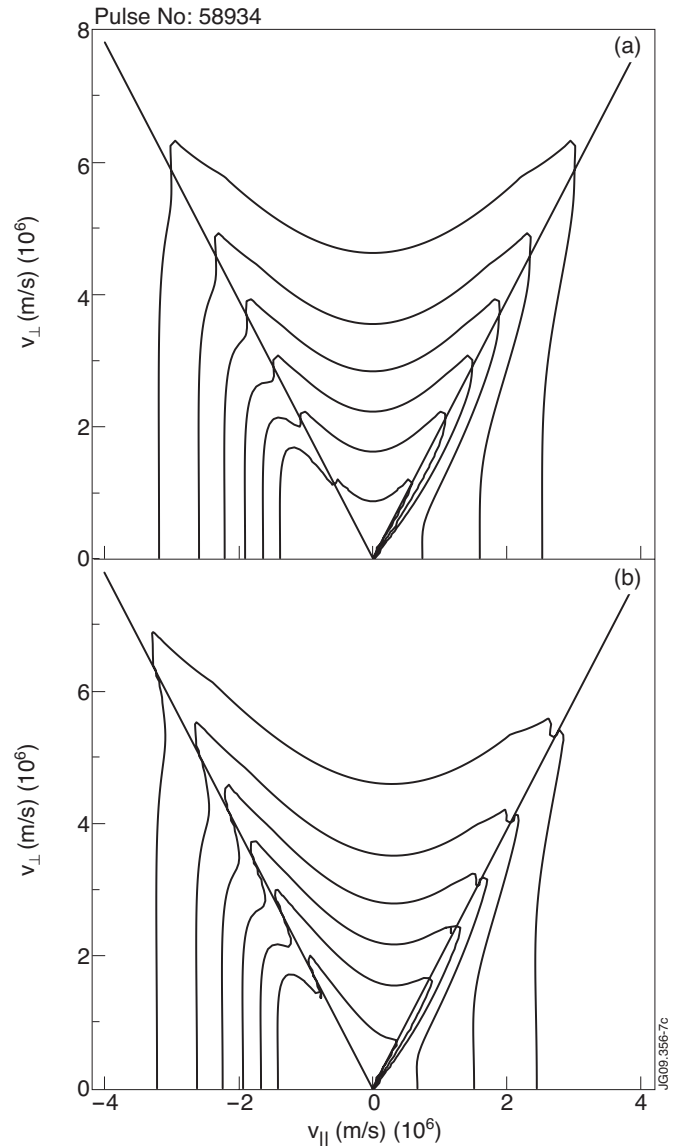 Pulse No: 58934
8
(a)
6
v⊥ (m/s) (10⁶)
4
2
0
(b)
6
v⊥ (m/s) (10⁶)
4
2
0
−4 −2 0 2 4
v|| (m/s) (10⁶)
JG09.356-7c